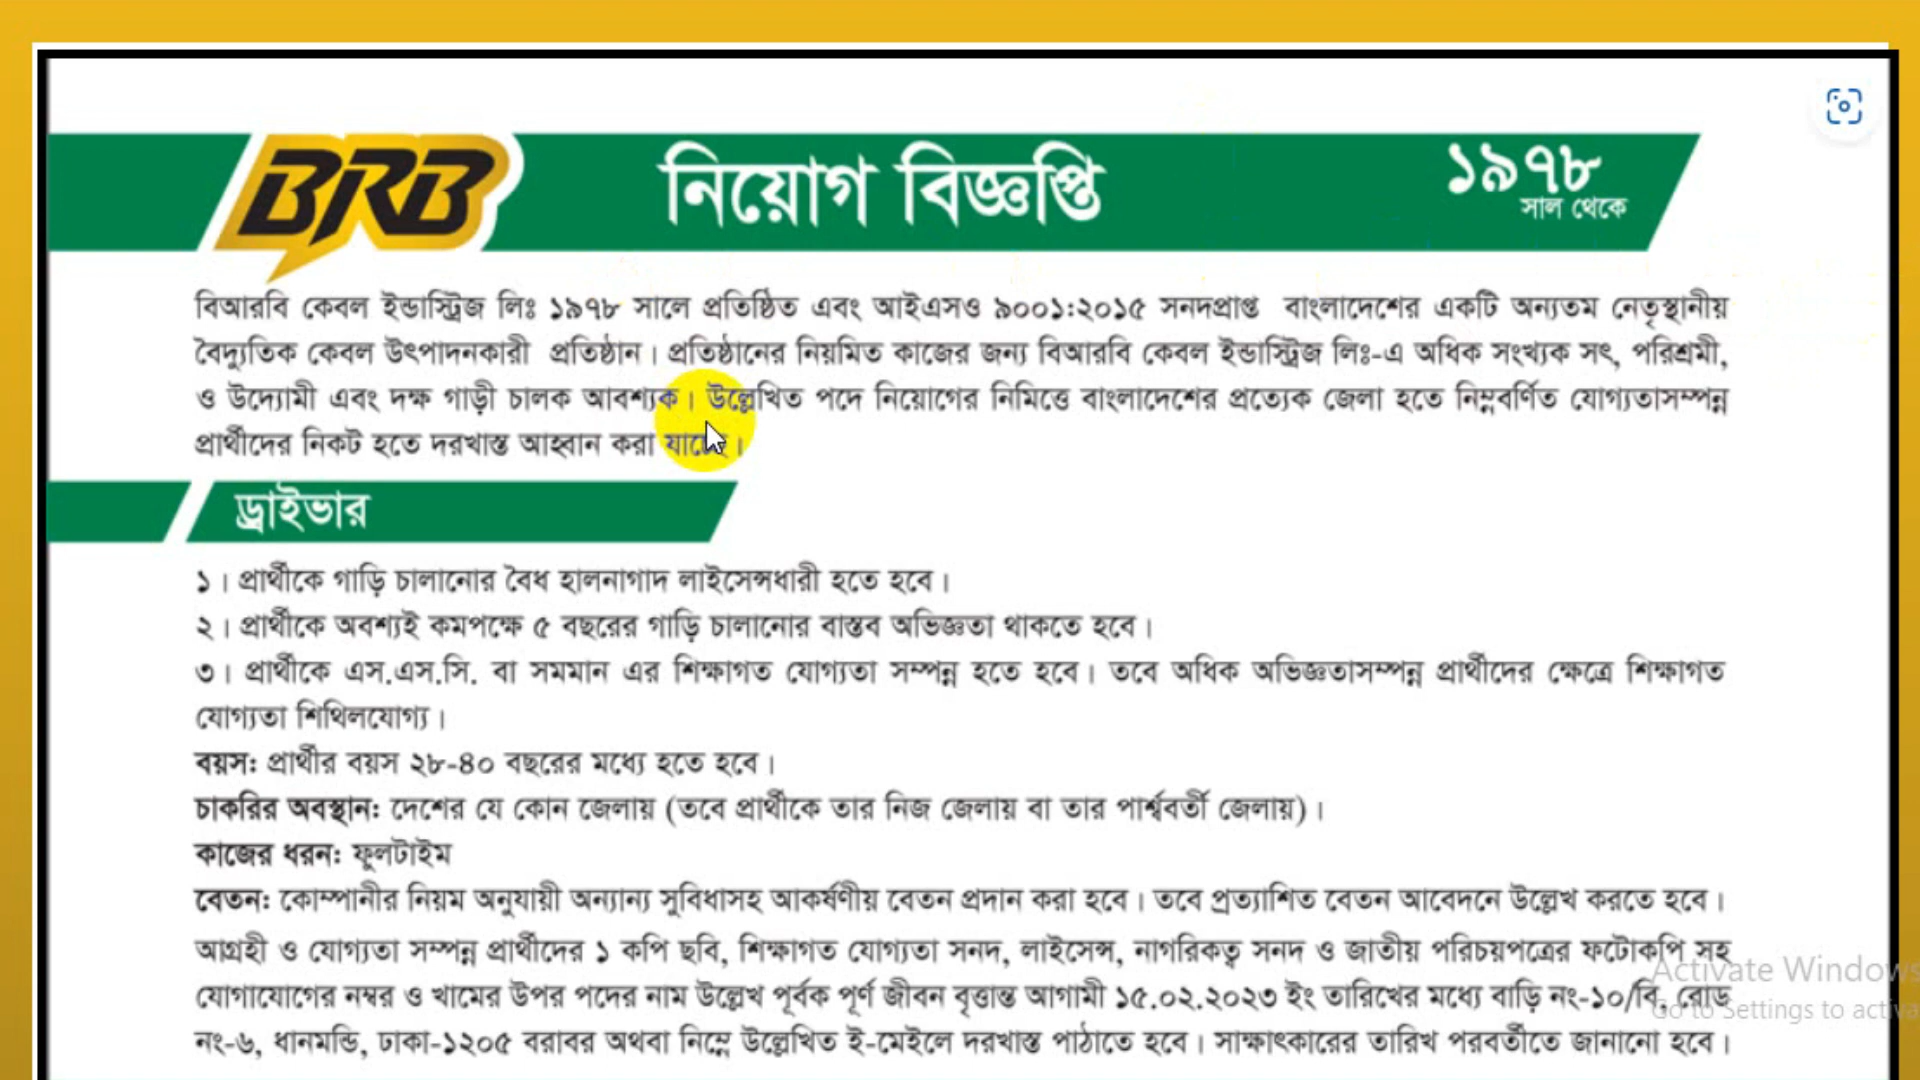 BRB
নিয়োগ বিজ্ঞপ্তি
১৯৭৮
সাল থেকে
বিআরবি কেবল ইন্ডাস্ট্রিজ লিঃ ১৯৭৮ সালে প্রতিষ্ঠিত এবং আইএসও ৯০০১:২০১৫ সনদপ্রাপ্ত বাংলাদেশের একটি অন্যতম নেতৃস্থানীয়
বৈদ্যুতিক কেবল উৎপাদনকারী প্রতিষ্ঠান। প্রতিষ্ঠানের নিয়মিত কাজের জন্য বিআরবি কেবল ইন্ডাস্ট্রিজ লিঃ-এ অধিক সংখ্যক সৎ, পরিশ্রমী,
ও উদ্যোমী এবং দক্ষ গাড়ী চালক আবশ্যক। উল্লেখিত পদে নিয়োগের নিমিত্তে বাংলাদেশের প্রত্যেক জেলা হতে নিম্নবর্ণিত যোগ্যতাসম্পন্ন
প্রার্থীদের নিকট হতে দরখাস্ত আহ্বান করা যাচ্ছে।
ড্রাইভার
১। প্রার্থীকে গাড়ি চালানোর বৈধ হালনাগাদ লাইসেন্সধারী হতে হবে।
২। প্রার্থীকে অবশ্যই কমপক্ষে ৫ বছরের গাড়ি চালানোর বাস্তব অভিজ্ঞতা থাকতে হবে।
৩। প্রার্থীকে এস.এস.সি. বা সমমান এর শিক্ষাগত যোগ্যতা সম্পন্ন হতে হবে। তবে অধিক অভিজ্ঞতাসম্পন্ন প্রার্থীদের ক্ষেত্রে শিক্ষাগত
যোগ্যতা শিথিলযোগ্য।
বয়স: প্রার্থীর বয়স ২৮-৪০ বছরের মধ্যে হতে হবে।
চাকরির অবস্থান: দেশের যে কোন জেলায় (তবে প্রার্থীকে তার নিজ জেলায় বা তার পার্শ্ববর্তী জেলায়)।
কাজের ধরন: ফুলটাইম
বেতন: কোম্পানীর নিয়ম অনুযায়ী অন্যান্য সুবিধাসহ আকর্ষণীয় বেতন প্রদান করা হবে। তবে প্রত্যাশিত বেতন আবেদনে উল্লেখ করতে হবে।
আগ্রহী ও যোগ্যতা সম্পন্ন প্রার্থীদের ১ কপি ছবি, শিক্ষাগত যোগ্যতা সনদ, লাইসেন্স, নাগরিকত্ব সনদ ও জাতীয় পরিচয়পত্রের ফটোকপি সহ
যোগাযোগের নম্বর ও খামের উপর পদের নাম উল্লেখ পূর্বক পূর্ণ জীবন বৃত্তান্ত আগামী ১৫.০২.২০২৩ ইং তারিখের মধ্যে বাড়ি নং-১০/বি, রোড
নং-৬, ধানমন্ডি, ঢাকা-১২০৫ বরাবর অথবা নিম্নে উল্লেখিত ই-মেইলে দরখাস্ত পাঠাতে হবে। সাক্ষাৎকারের তারিখ পরবর্তীতে জানানো হবে।
Activate Windows
Go to Settings to activa